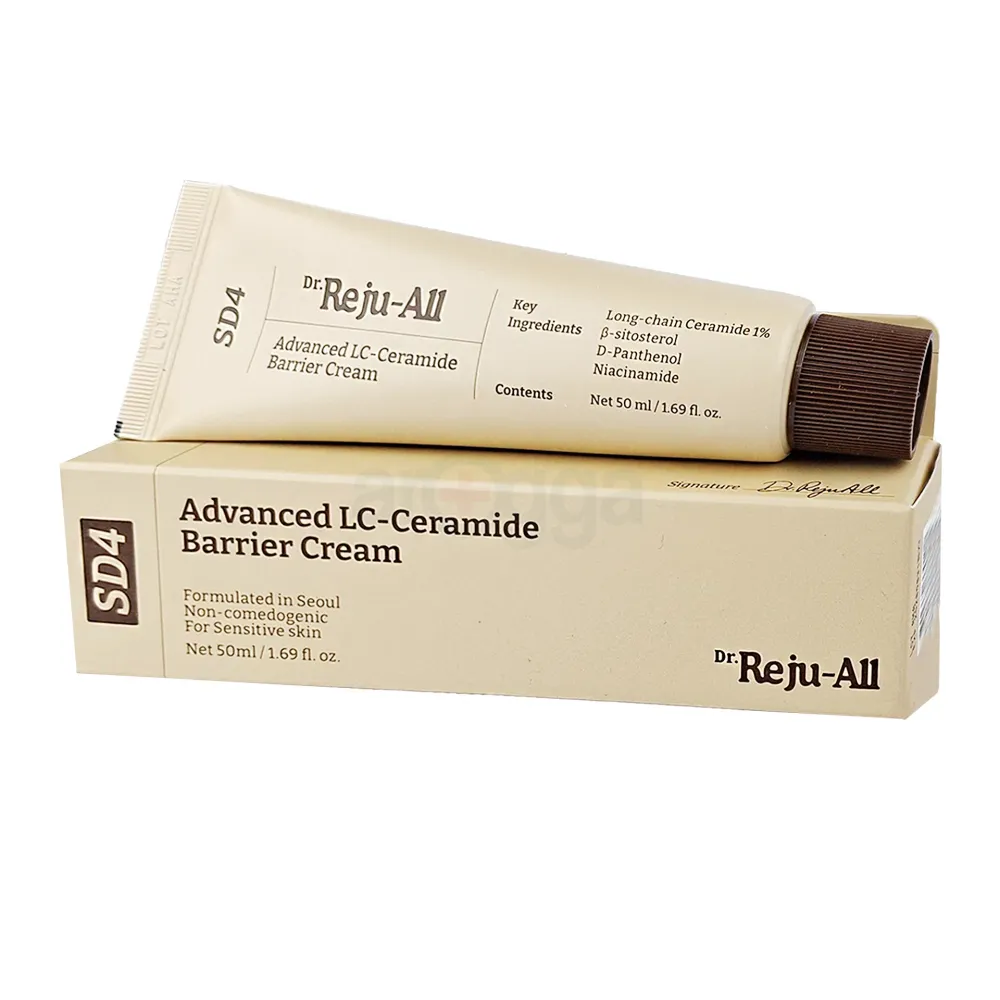 SD4
Dr.Reju-All
Advanced LC-Ceramide
Barrier Cream
Key
Ingredients
Long-chain Ceramide 1%
β-sitosterol
D-Panthenol
Niacinamide
Contents
Net 50 ml / 1.69 fl. oz.
Signature Dr.RejuAll
SD4
Advanced LC-Ceramide
Barrier Cream
Formulated in Seoul
Non-comedogenic
For Sensitive skin
Net 50ml / 1.69 fl. oz.
Dr.Reju-All